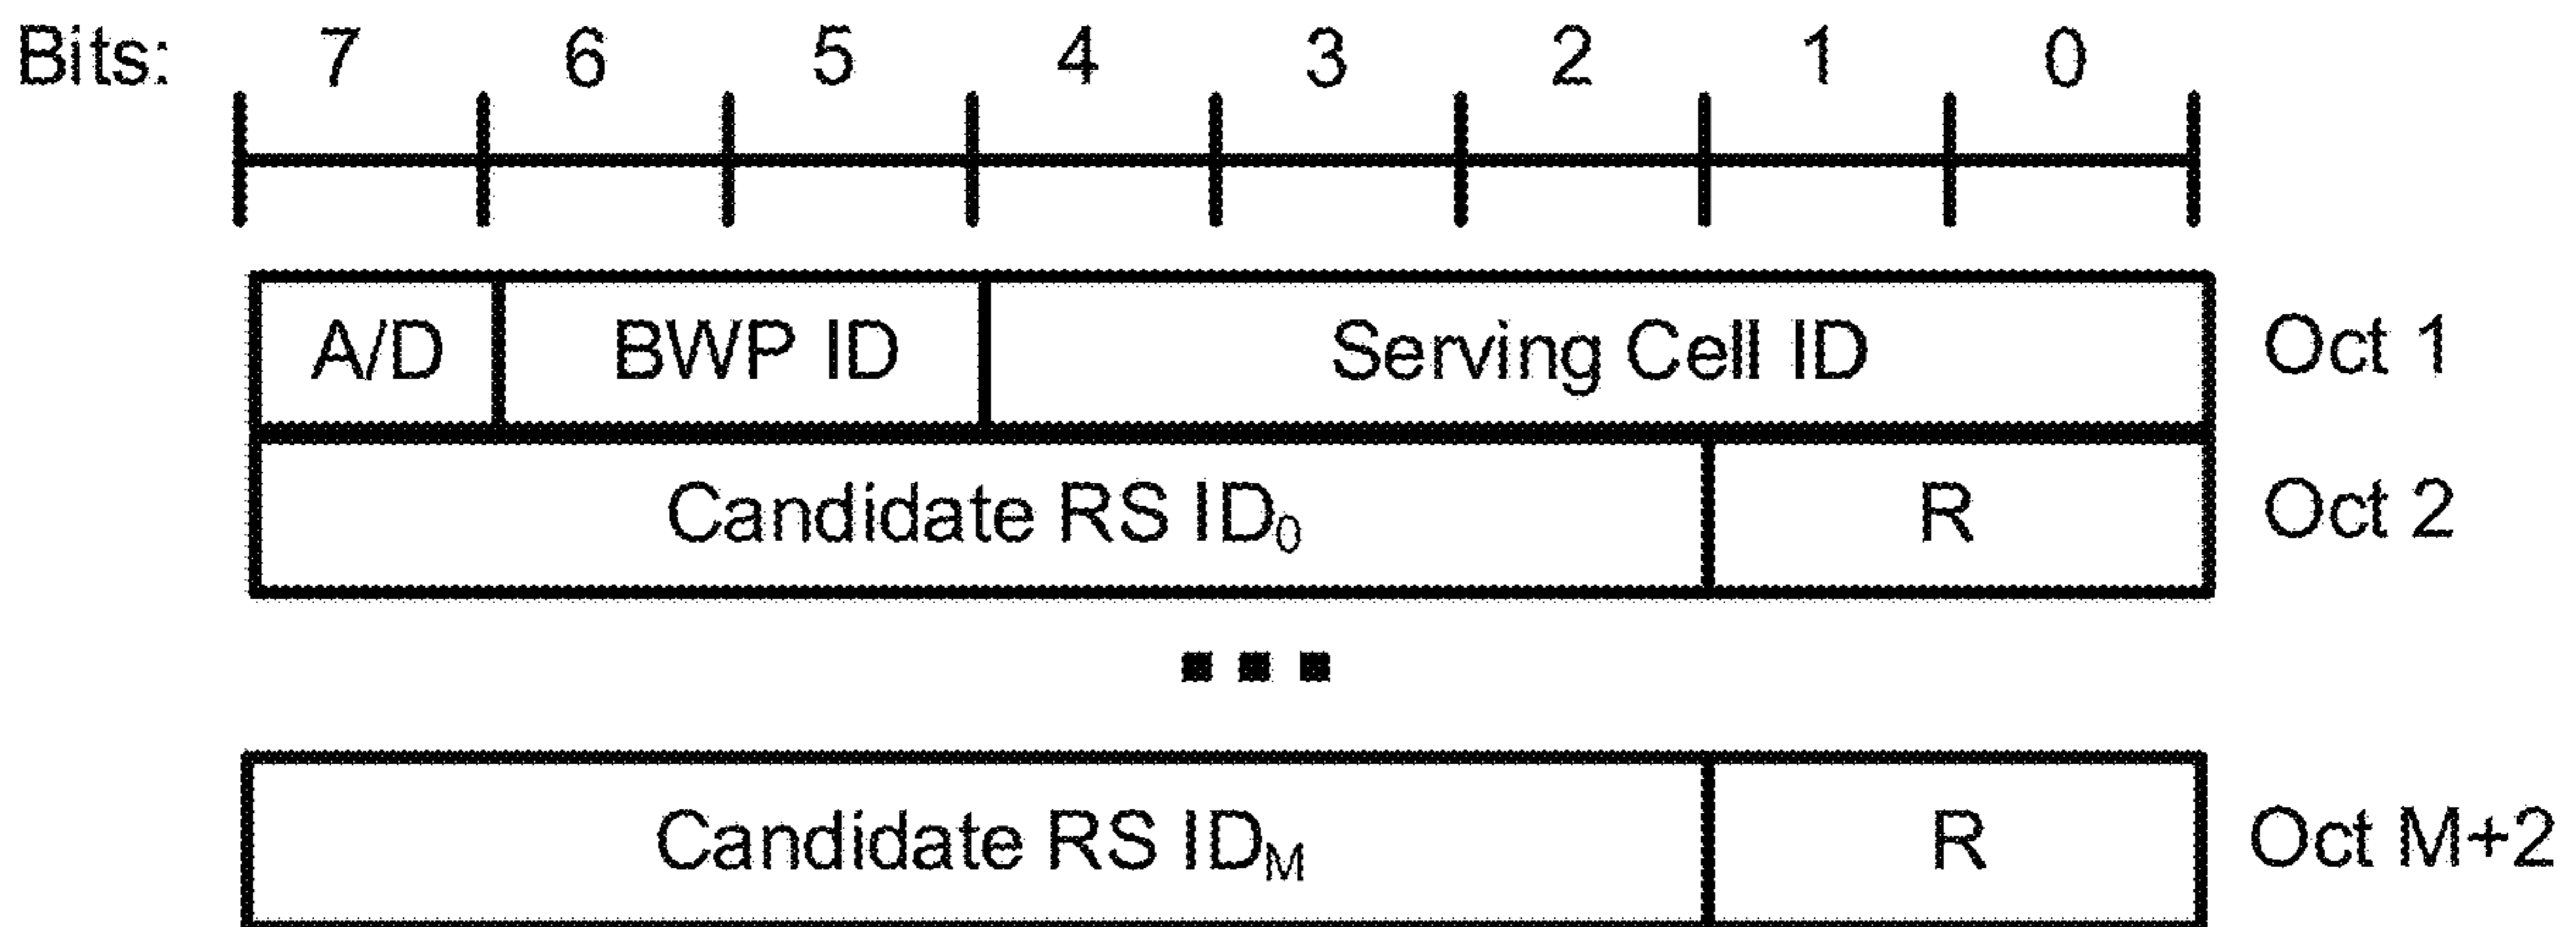 Bits: 7 6 5 4 3 2 1 0
A/D BWP ID Serving Cell ID Oct 1
Candidate RS ID₀ R Oct 2
...
Candidate RS ID_M R Oct M+2